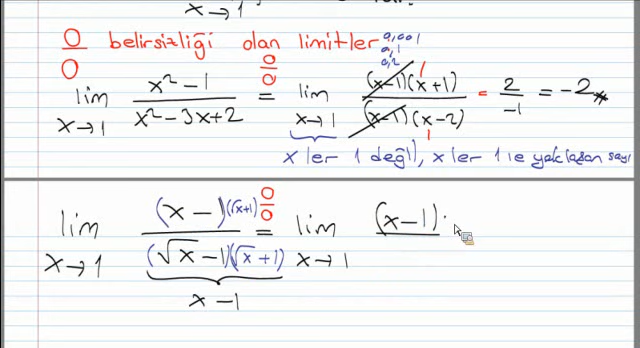 x→1
0/0 belirsizliği olan limitler 0,001
0,1
0,2
lim x→1 (x² - 1)/(x² - 3x + 2) = 0/0 lim x→1 (x-1)(x+1)/(x-1)(x-2) = 2/-1 = -2
x ler 1 değil, x ler 1 e yaklaşan sayı
lim x→1 (x-1)(√x+1)/(√x-1)(√x+1) = 0/0 lim x→1 (x-1).
x-1